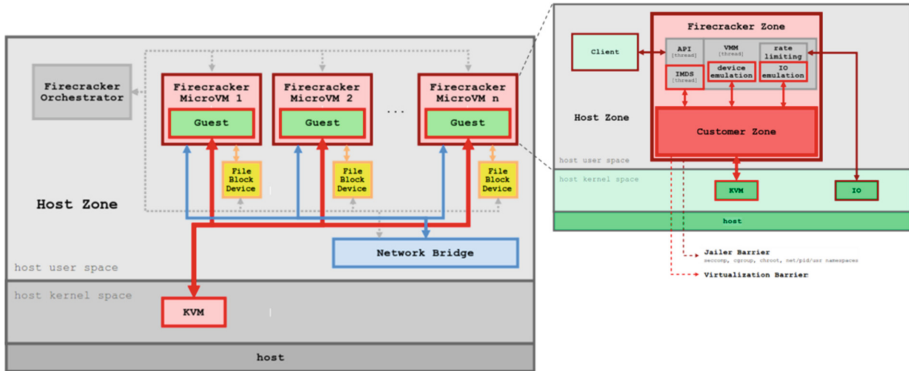 Firecracker
Orchestrator
Firecracker
MicroVM 1
Guest
Firecracker
MicroVM 2
Guest
...
Firecracker
MicroVM n
Guest
File
Block
Device
File
Block
Device
File
Block
Device
Host Zone
Network Bridge
host user space
host kernel space
KVM
host
Firecracker Zone
Client
API
[thread]
VMM
[thread]
rate
limiting
IMDS
[thread]
device
emulation
IO
emulation
Host Zone
Customer Zone
host user space
host kernel space
KVM
IO
host
Jailer Barrier
seccomp, cgroup, chroot, net/pid/usr namespaces
Virtualization Barrier